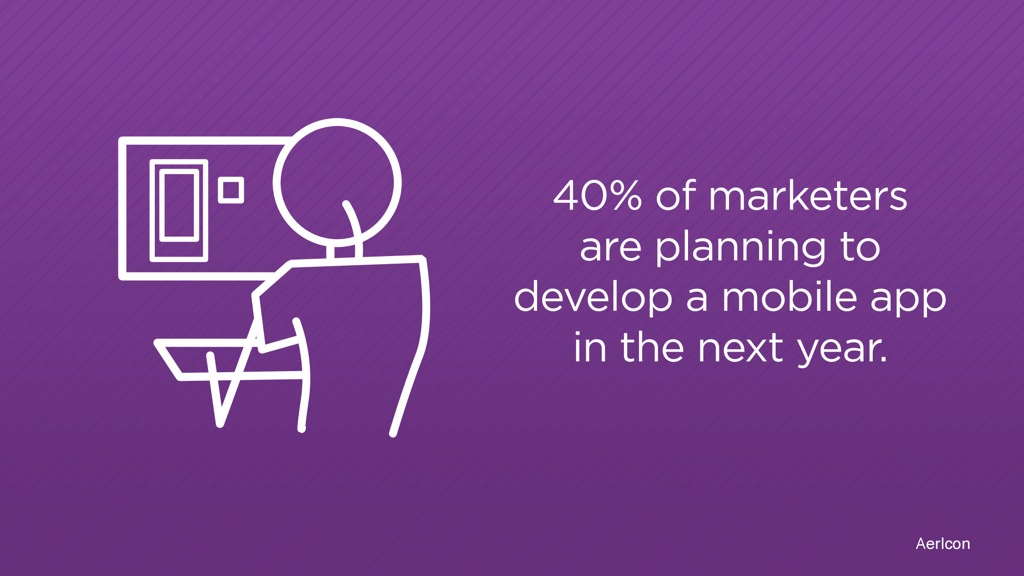 40% of marketers
are planning to
develop a mobile app
in the next year.
AerIcon